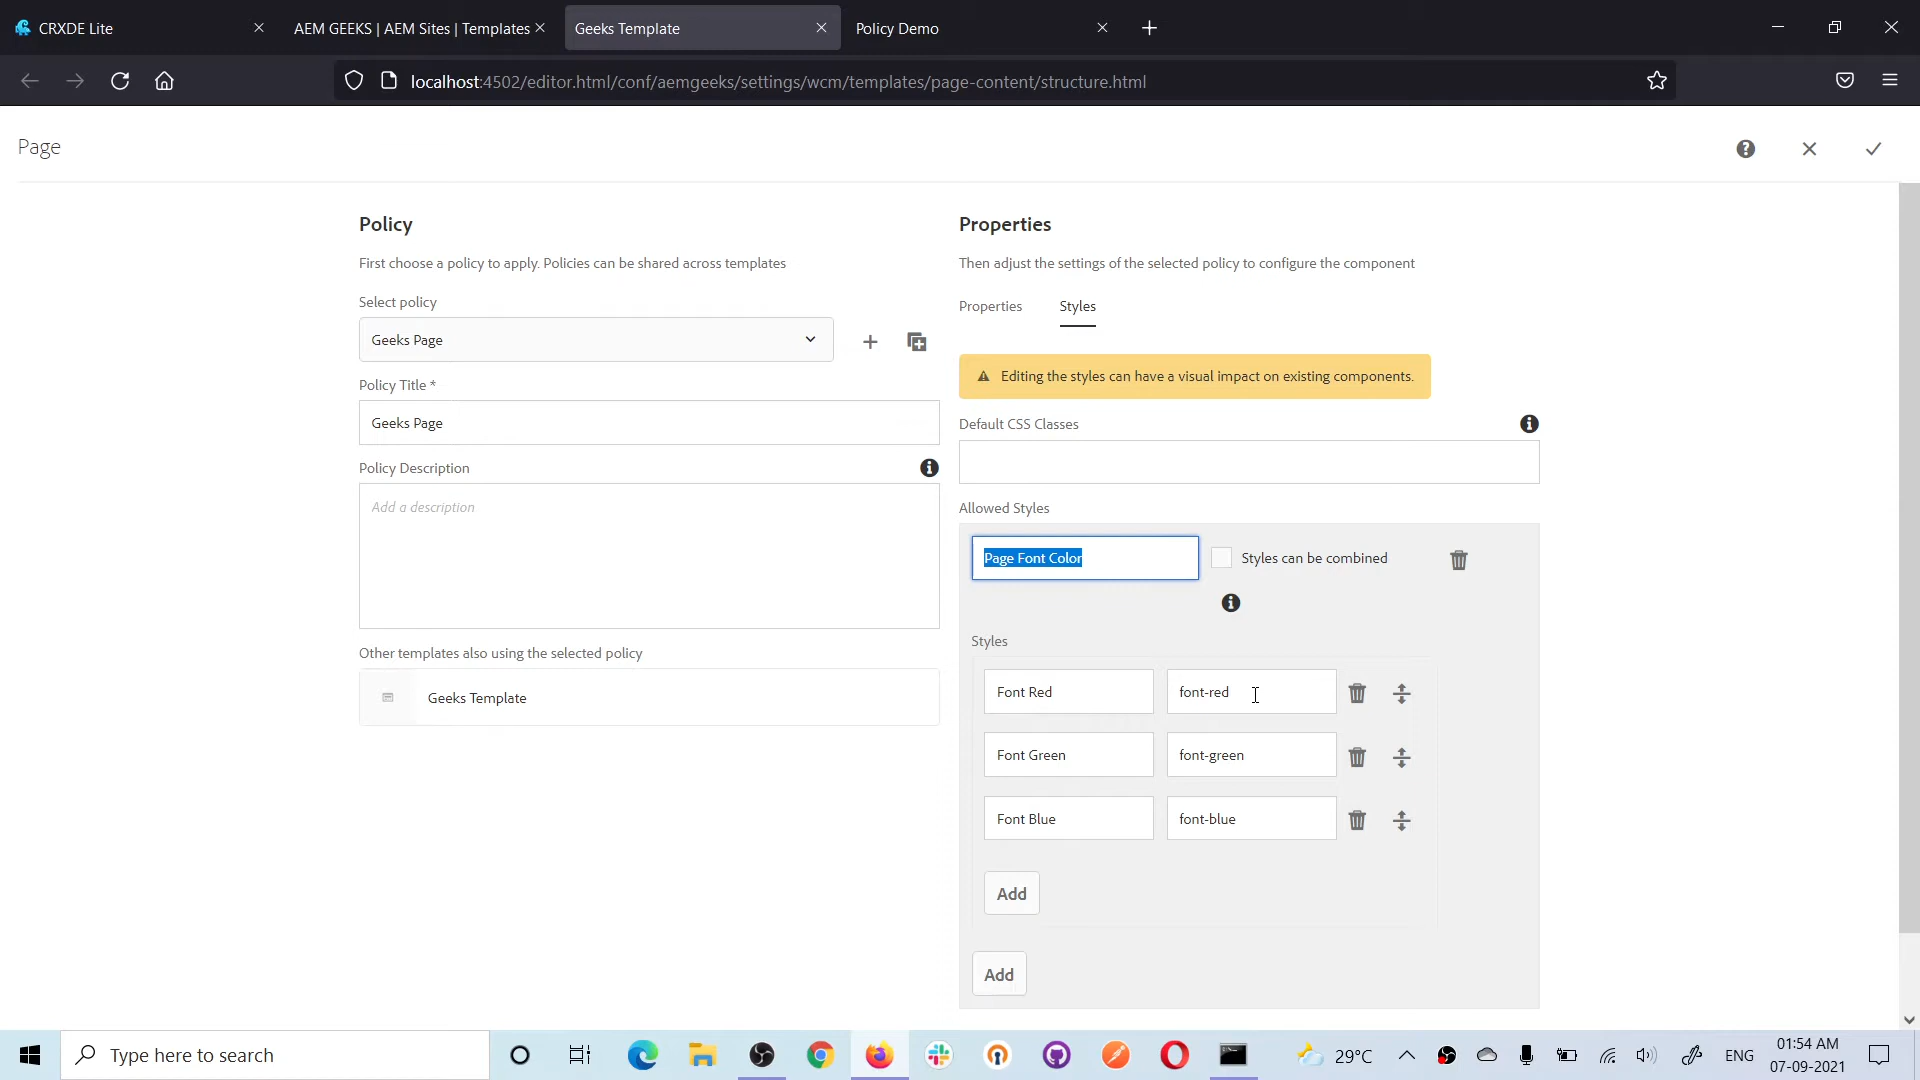 CRXDE Lite
AEM GEEKS | AEM Sites | Templates
Geeks Template
Policy Demo
localhost:4502/editor.html/conf/aemgeeks/settings/wcm/templates/page-content/structure.html
Page
Policy
First choose a policy to apply. Policies can be shared across templates
Select policy
Geeks Page
Policy Title *
Geeks Page
Policy Description
Add a description
Other templates also using the selected policy
Geeks Template
Properties
Then adjust the settings of the selected policy to configure the component
Properties
Styles
Editing the styles can have a visual impact on existing components.
Default CSS Classes
Allowed Styles
Page Font Color
Styles can be combined
Styles
Font Red
font-red
Font Green
font-green
Font Blue
font-blue
Add
Add
Type here to search
29°C
ENG
01:54 AM
07-09-2021